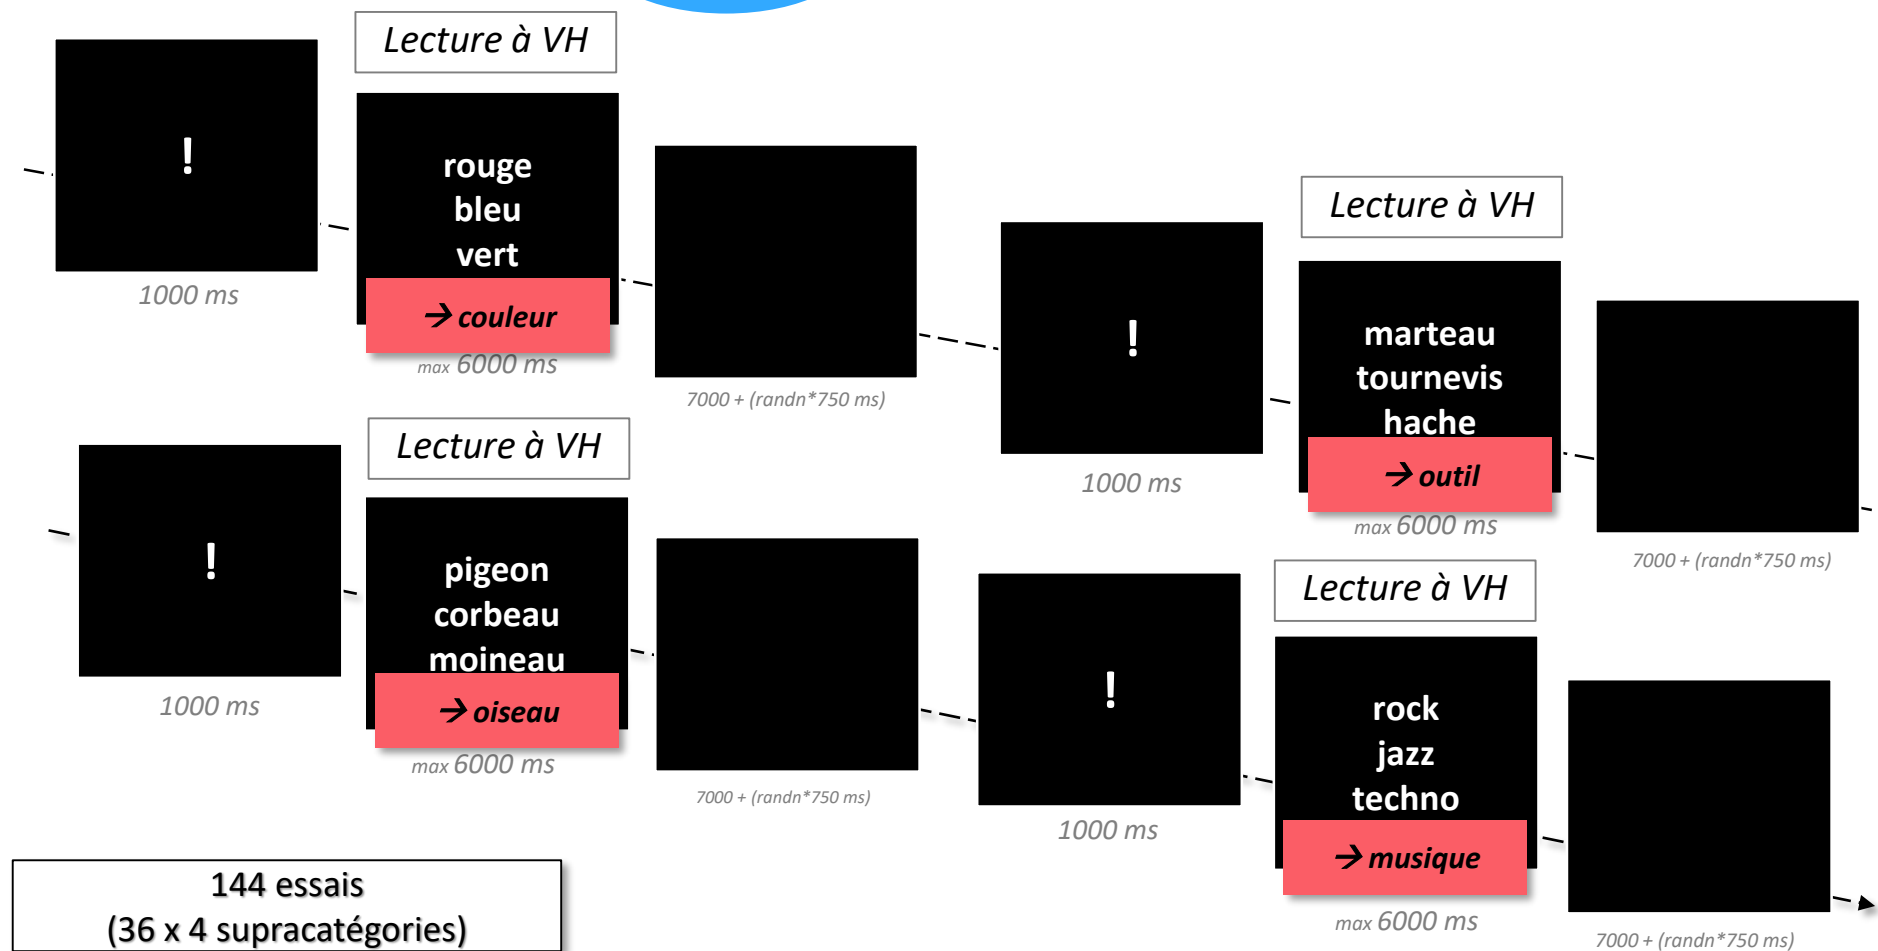 Lecture à VH
!
rouge
bleu
vert
→ couleur
1000 ms
max 6000 ms
7000 + (randn*750 ms)
Lecture à VH
!
marteau
tournevis
hache
→ outil
1000 ms
max 6000 ms
7000 + (randn*750 ms)
Lecture à VH
!
pigeon
corbeau
moineau
→ oiseau
1000 ms
max 6000 ms
7000 + (randn*750 ms)
Lecture à VH
!
rock
jazz
techno
→ musique
1000 ms
max 6000 ms
7000 + (randn*750 ms)
144 essais
(36 x 4 supracatégories)